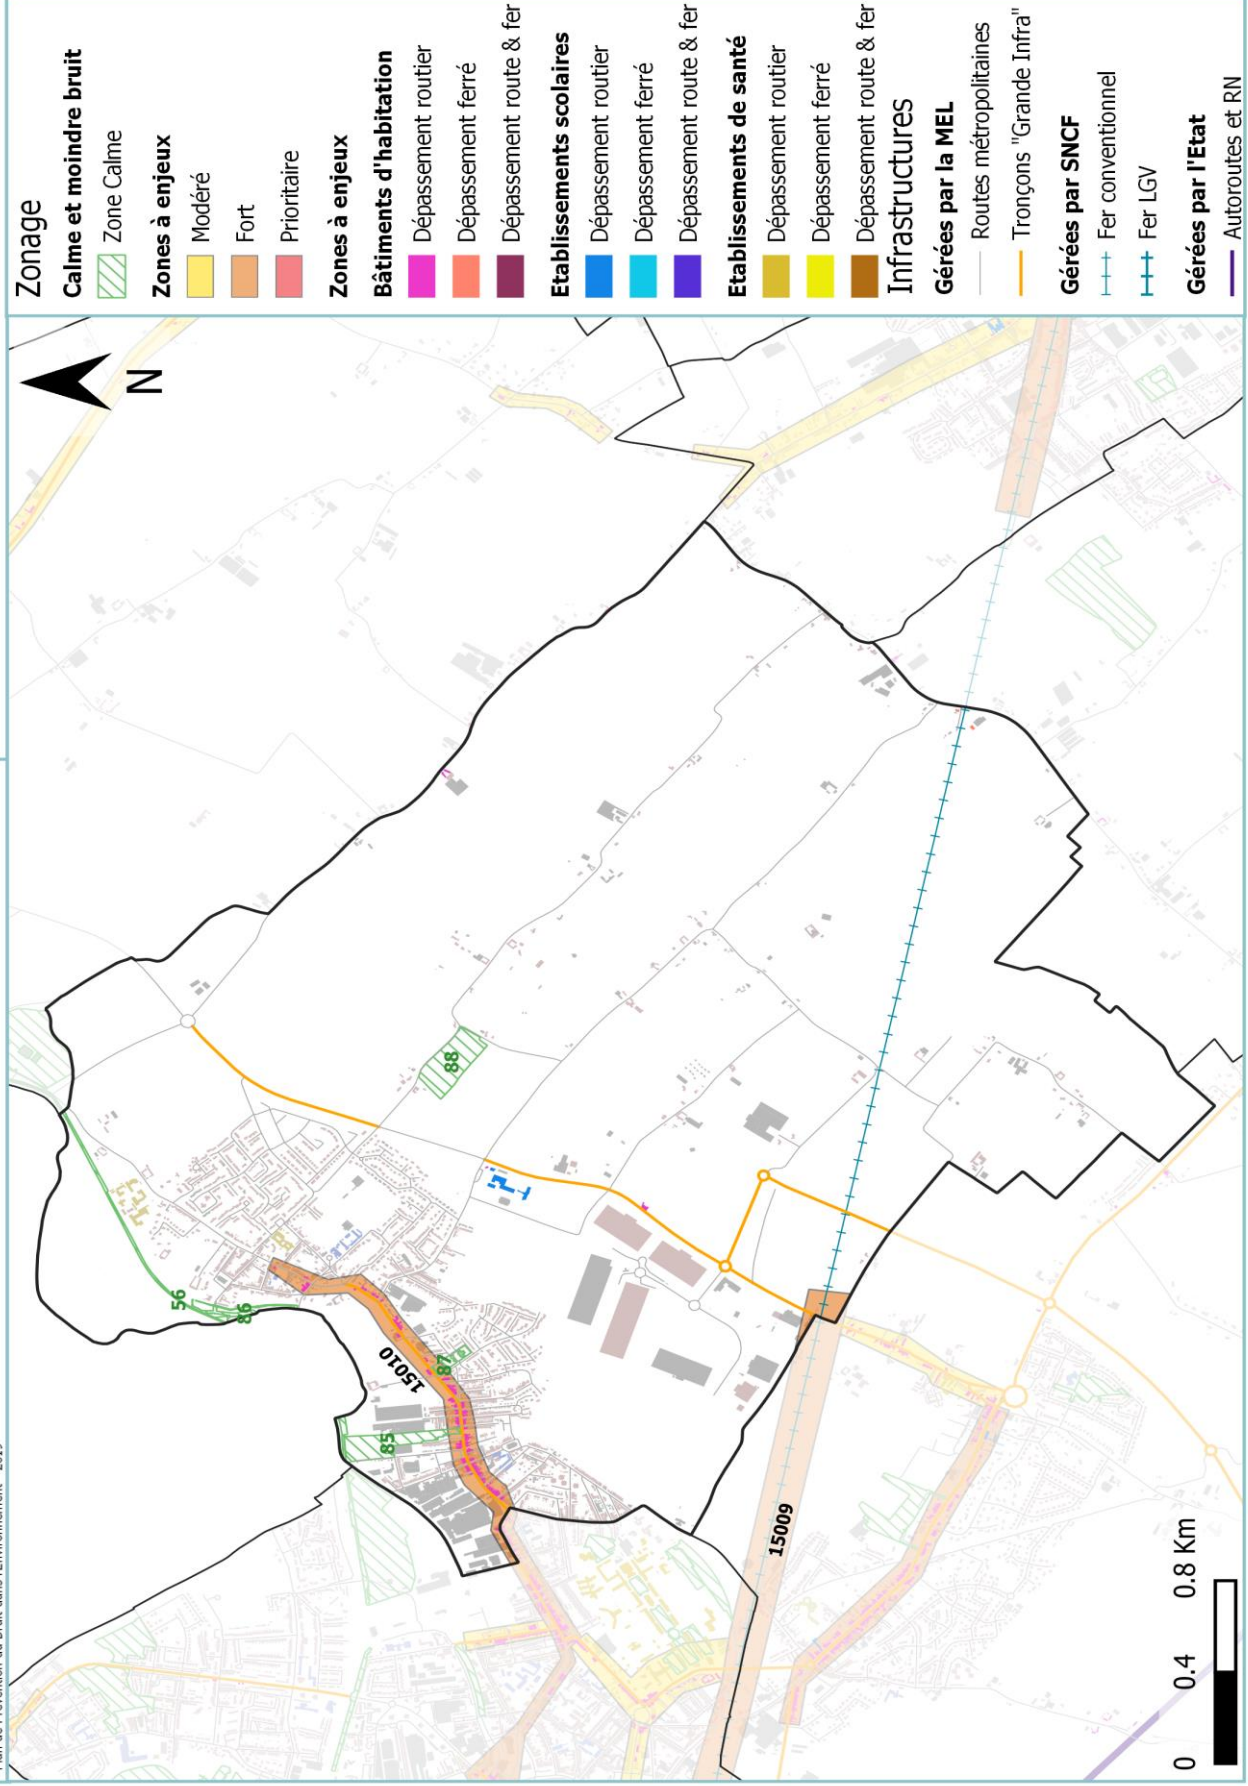 Zonage
Calme et moindre bruit
Zone Calme
Zones à enjeux
Modéré
Fort
Prioritaire
Zones à enjeux
Bâtiments d'habitation
Dépassement routier
Dépassement ferré
Dépassement route & fer
Etablissements scolaires
Dépassement routier
Dépassement ferré
Dépassement route & fer
Etablissements de santé
Dépassement routier
Dépassement ferré
Dépassement route & fer
Infrastructures
Gérées par la MEL
Routes métropolitaines
Tronçons "Grande Infra"
Gérées par SNCF
Fer conventionnel
Fer LGV
Gérées par l'Etat
Autoroutes et RN
N
56
86
88
87
85
15010
15009
0 0.4 0.8 Km